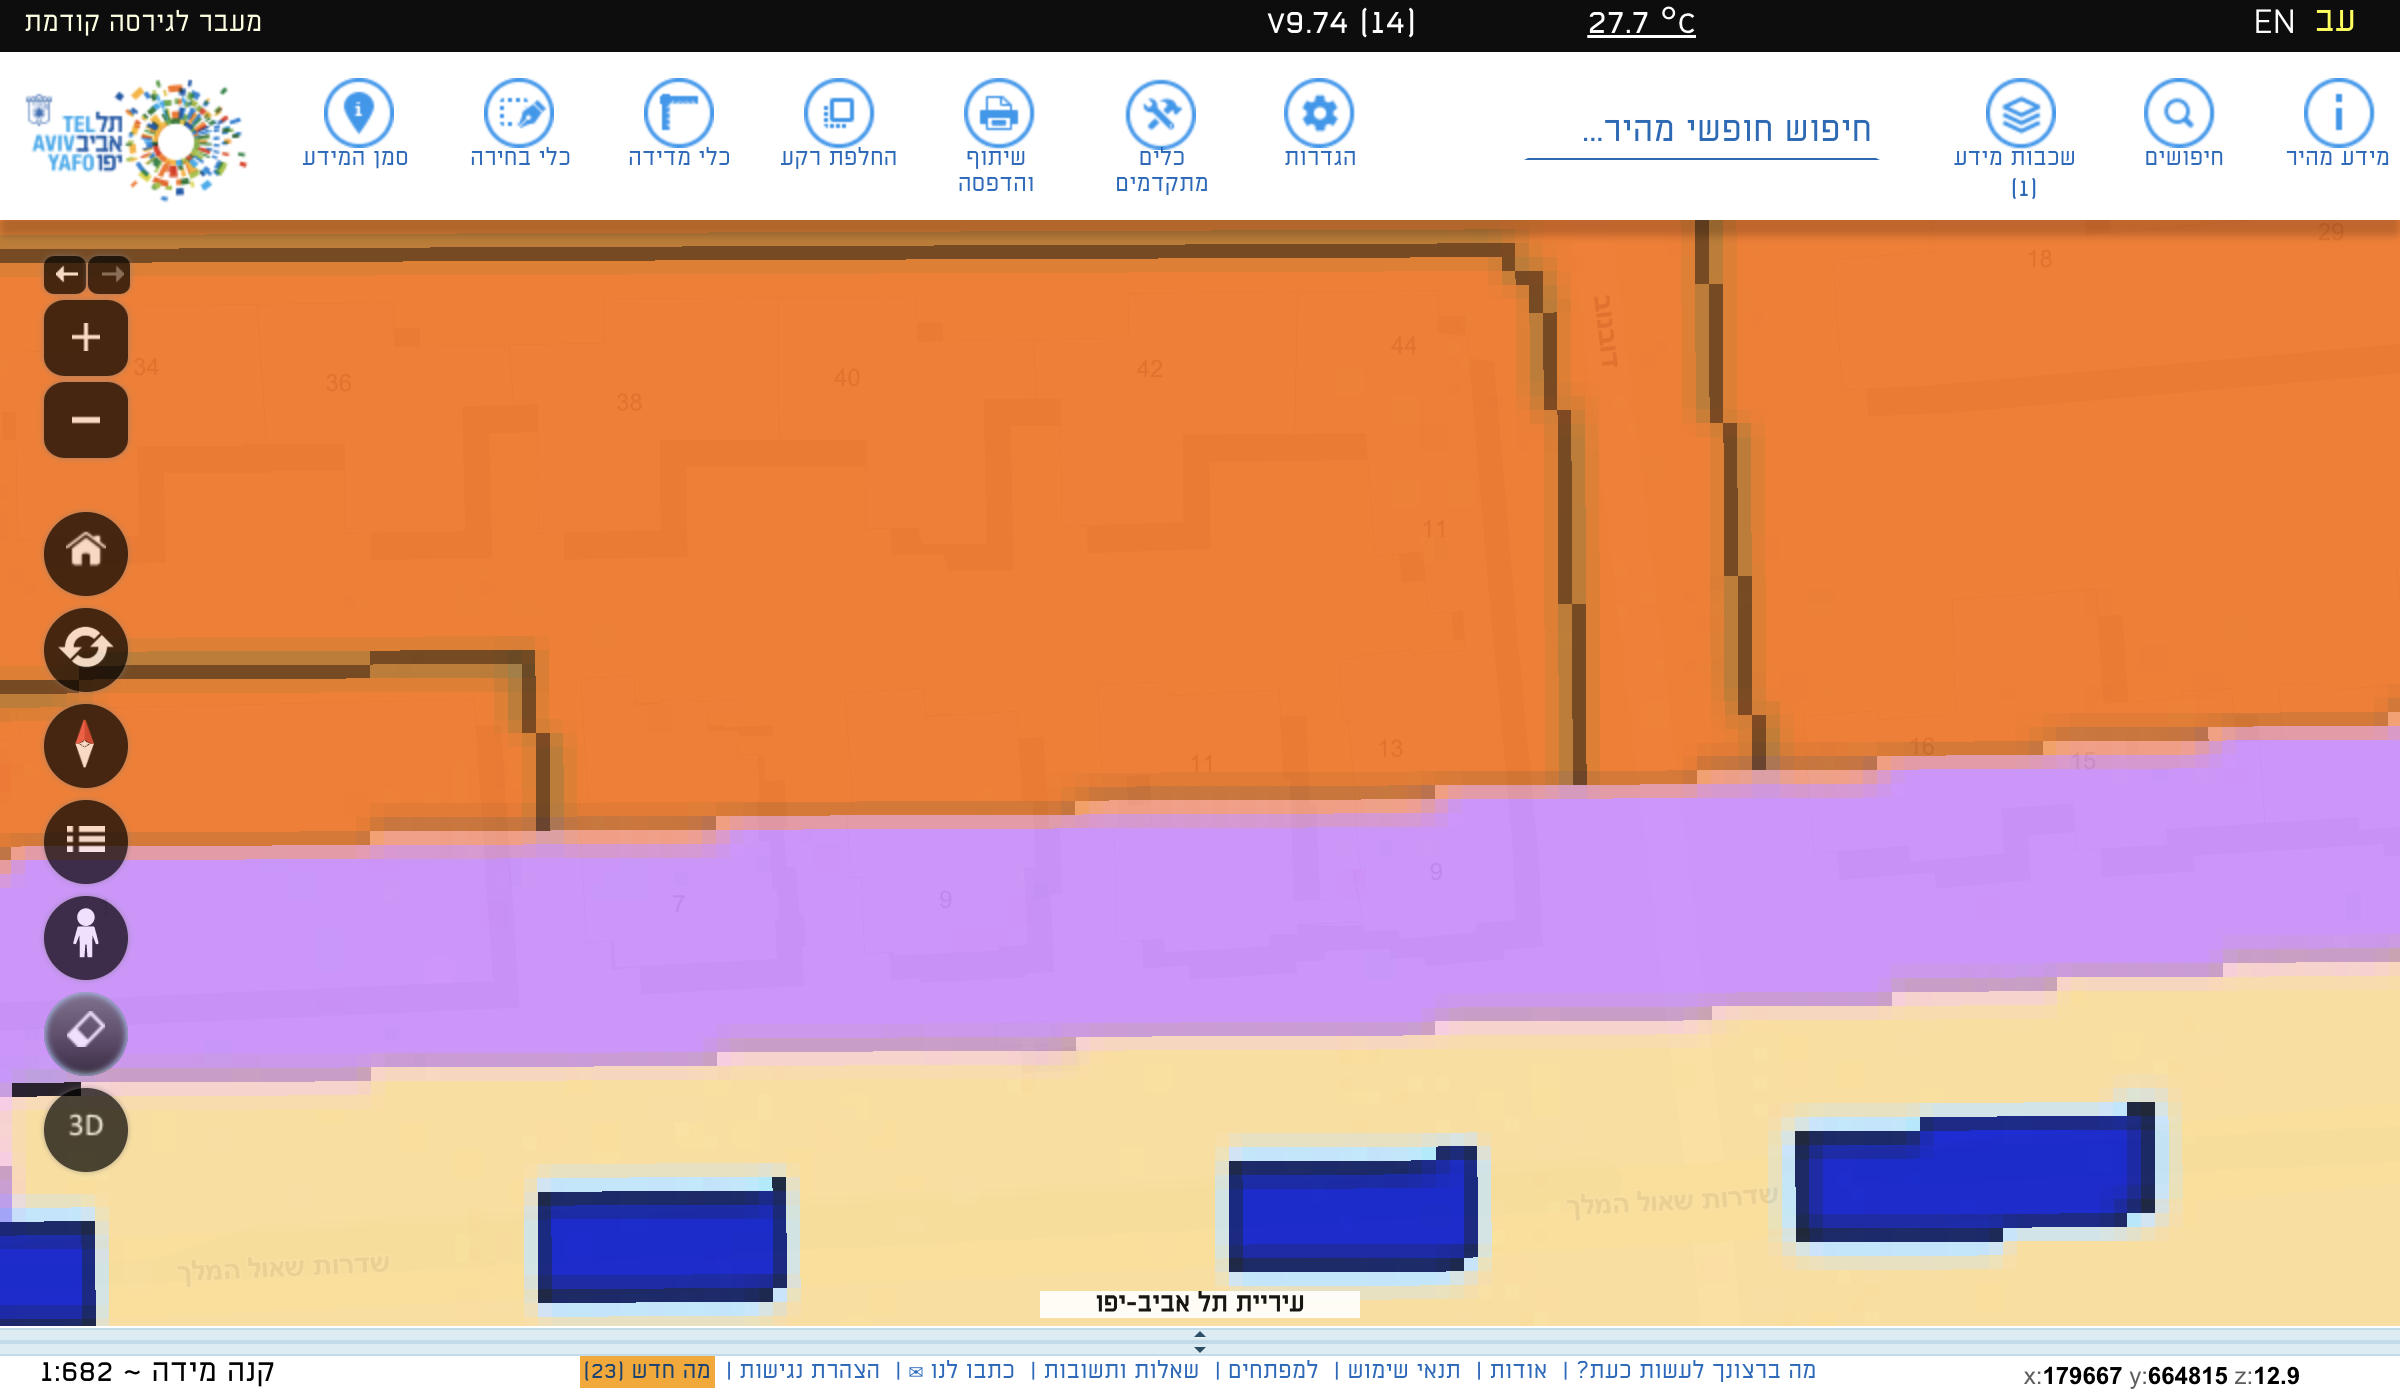 עב EN
27.7 °C
V9.74 (14)
מעבר לגירסה קודמת
מידע מהיר
חיפושים
שכבות מידע
(1)
חיפוש חופשי מהיר...
הגדרות
כלים
מתקדמים
שיתוף
והדפסה
החלפת רקע
כלי מדידה
כלי בחירה
סמן המידע
תל
אביב
יפו
TEL
AVIV
YAFO
29
18
דובנוב
44
42
40
38
36
34
11
16
15
13
11
9
9
7
3D
שדרות שאול המלך
שדרות שאול המלך
עיריית תל אביב-יפו
x:179667 y:664815 z:12.9
מה ברצונך לעשות כעת? | אודות | תנאי שימוש | למפתחים | שאלות ותשובות | כתבו לנו ✉ | הצהרת נגישות | מה חדש (23)
קנה מידה ~ 1:682